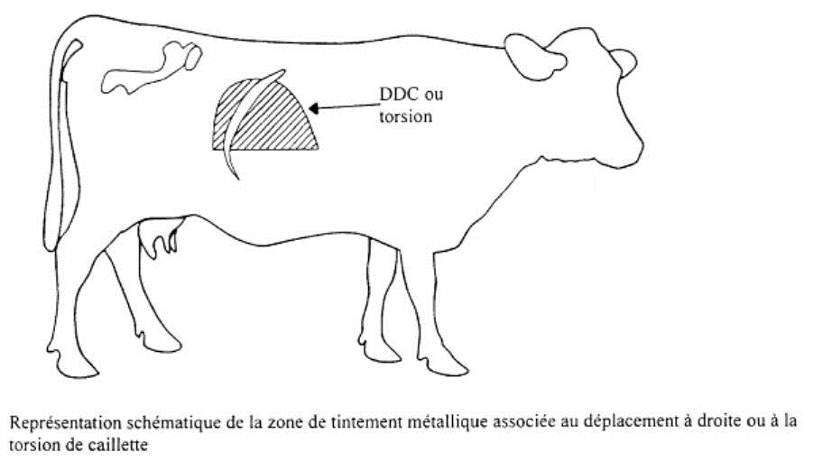 DDC ou
torsion
Représentation schématique de la zone de tintement métallique associée au déplacement à droite ou à la
torsion de caillette